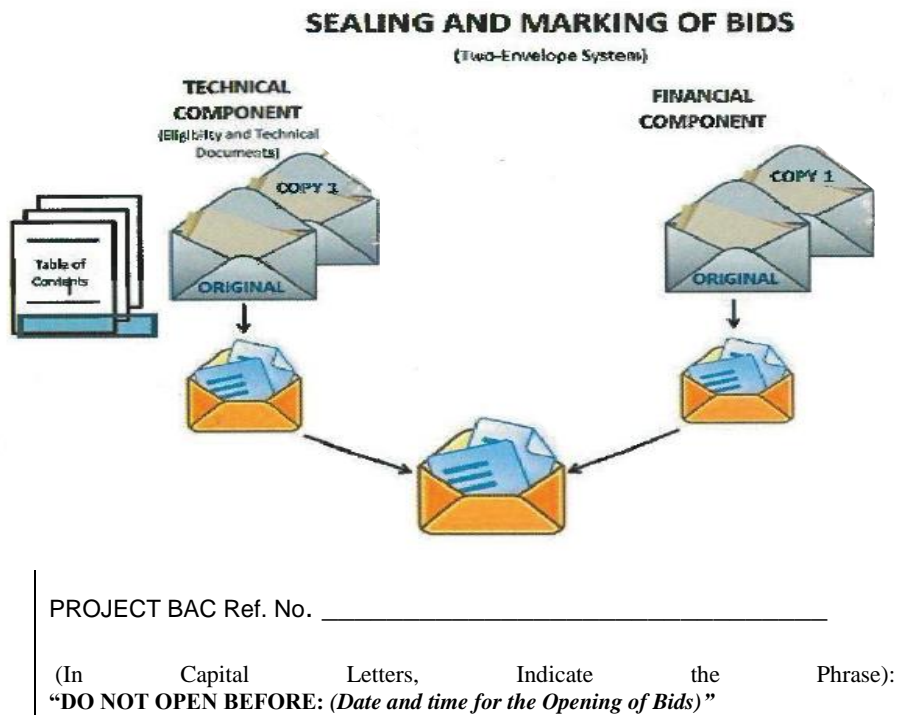 SEALING AND MARKING OF BIDS
(Two-Envelope System)
TECHNICAL
COMPONENT
(Eligibility and Technical
Documents)
FINANCIAL
COMPONENT
COPY 1
COPY 1
Table of
Contents
ORIGINAL
ORIGINAL
PROJECT BAC Ref. No. ______________________________________
(In Capital Letters, Indicate the Phrase):
“DO NOT OPEN BEFORE: (Date and time for the Opening of Bids)”